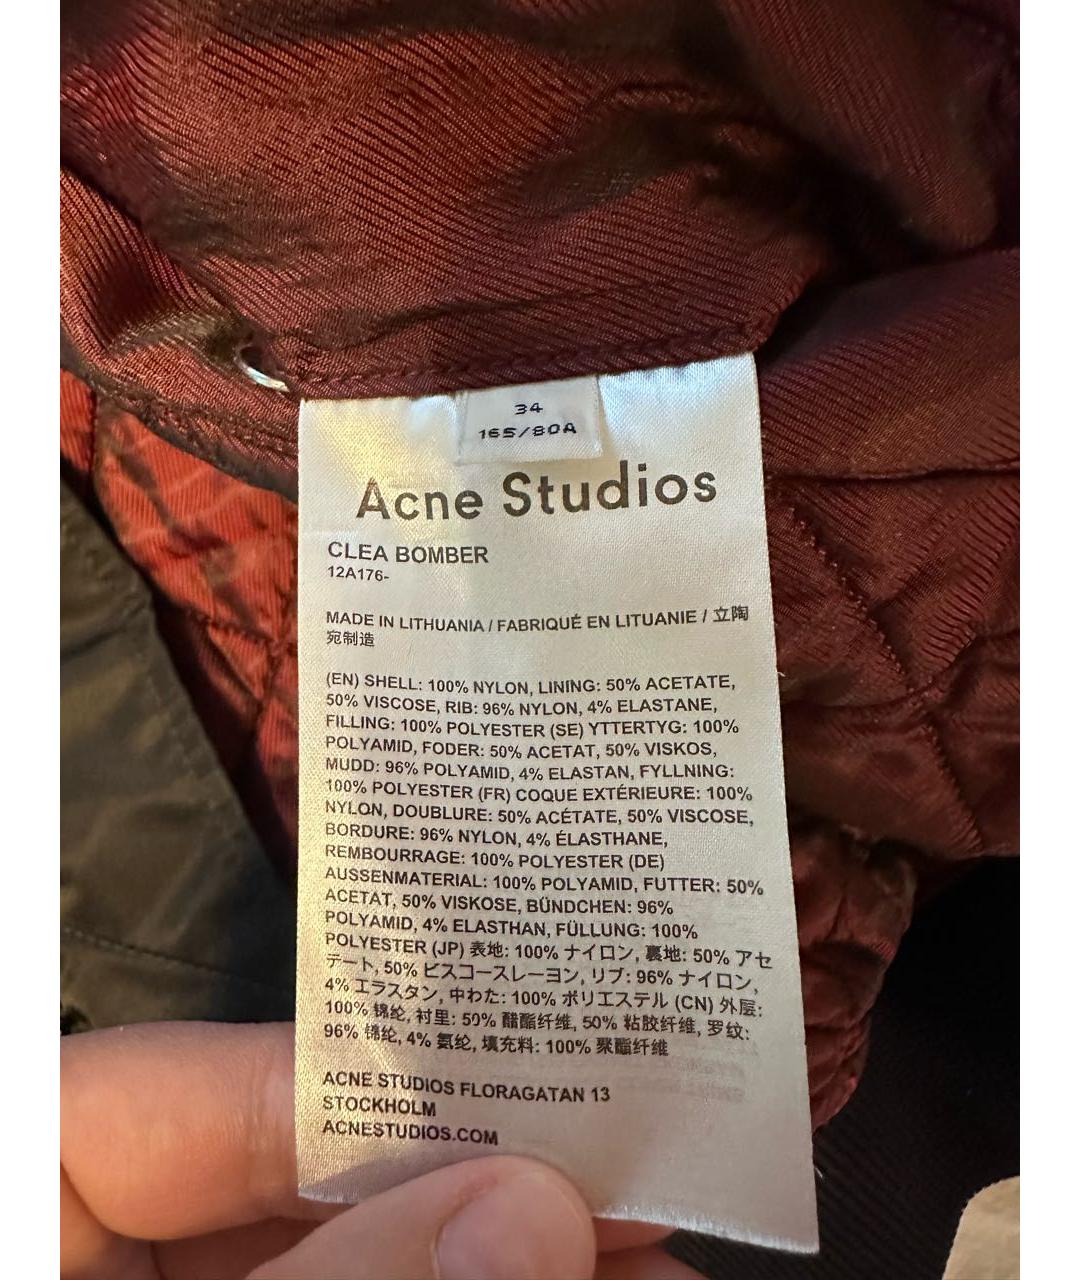 34
165/80A
Acne Studios
CLEA BOMBER
12A176-
MADE IN LITHUANIA / FABRIQUÉ EN LITUANIE / 立陶
宛制造
(EN) SHELL: 100% NYLON, LINING: 50% ACETATE,
50% VISCOSE, RIB: 96% NYLON, 4% ELASTANE,
FILLING: 100% POLYESTER (SE) YTTERTYG: 100%
POLYAMID, FODER: 50% ACETAT, 50% VISKOS,
MUDD: 96% POLYAMID, 4% ELASTAN, FYLLNING:
100% POLYESTER (FR) COQUE EXTÉRIEURE: 100%
NYLON, DOUBLURE: 50% ACÉTATE, 50% VISCOSE,
BORDURE: 96% NYLON, 4% ÉLASTHANE,
REMBOURRAGE: 100% POLYESTER (DE)
AUSSENMATERIAL: 100% POLYAMID, FUTTER: 50%
ACETAT, 50% VISKOSE, BÜNDCHEN: 96%
POLYAMID, 4% ELASTHAN, FÜLLUNG: 100%
POLYESTER (JP) 表地: 100% ナイロン, 裏地: 50% アセ
テート, 50% ビスコースレーヨン, リブ: 96% ナイロン,
4% エラスタン, 中わた: 100% ポリエステル (CN) 外层:
100% 锦纶, 衬里: 50% 醋酯纤维, 50% 粘胶纤维, 罗纹:
96% 锦纶, 4% 氨纶, 填充料: 100% 聚酯纤维
ACNE STUDIOS FLORAGATAN 13
STOCKHOLM
ACNESTUDIOS.COM